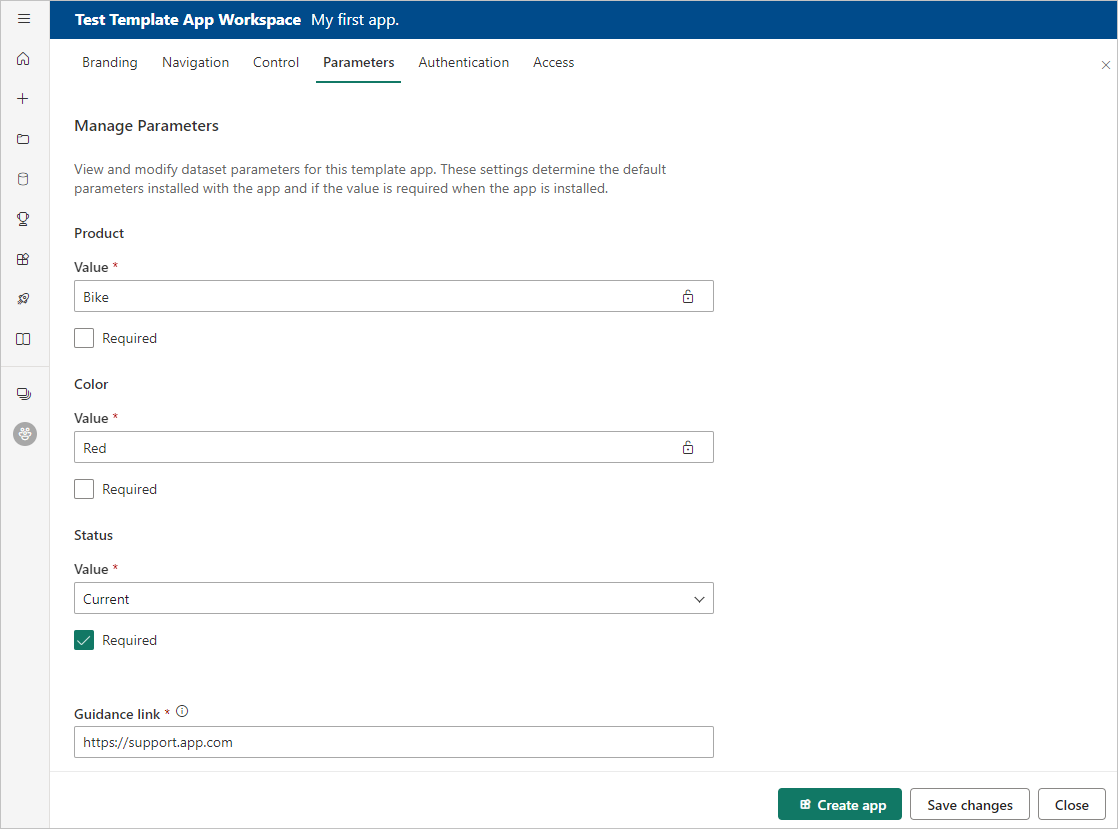 Test Template App Workspace My first app.
Branding Navigation Control Parameters Authentication Access
Manage Parameters
View and modify dataset parameters for this template app. These settings determine the default
parameters installed with the app and if the value is required when the app is installed.
Product
Value *
Bike
Required
Color
Value *
Red
Required
Status
Value *
Current
Required
Guidance link *
https://support.app.com
Create app Save changes Close